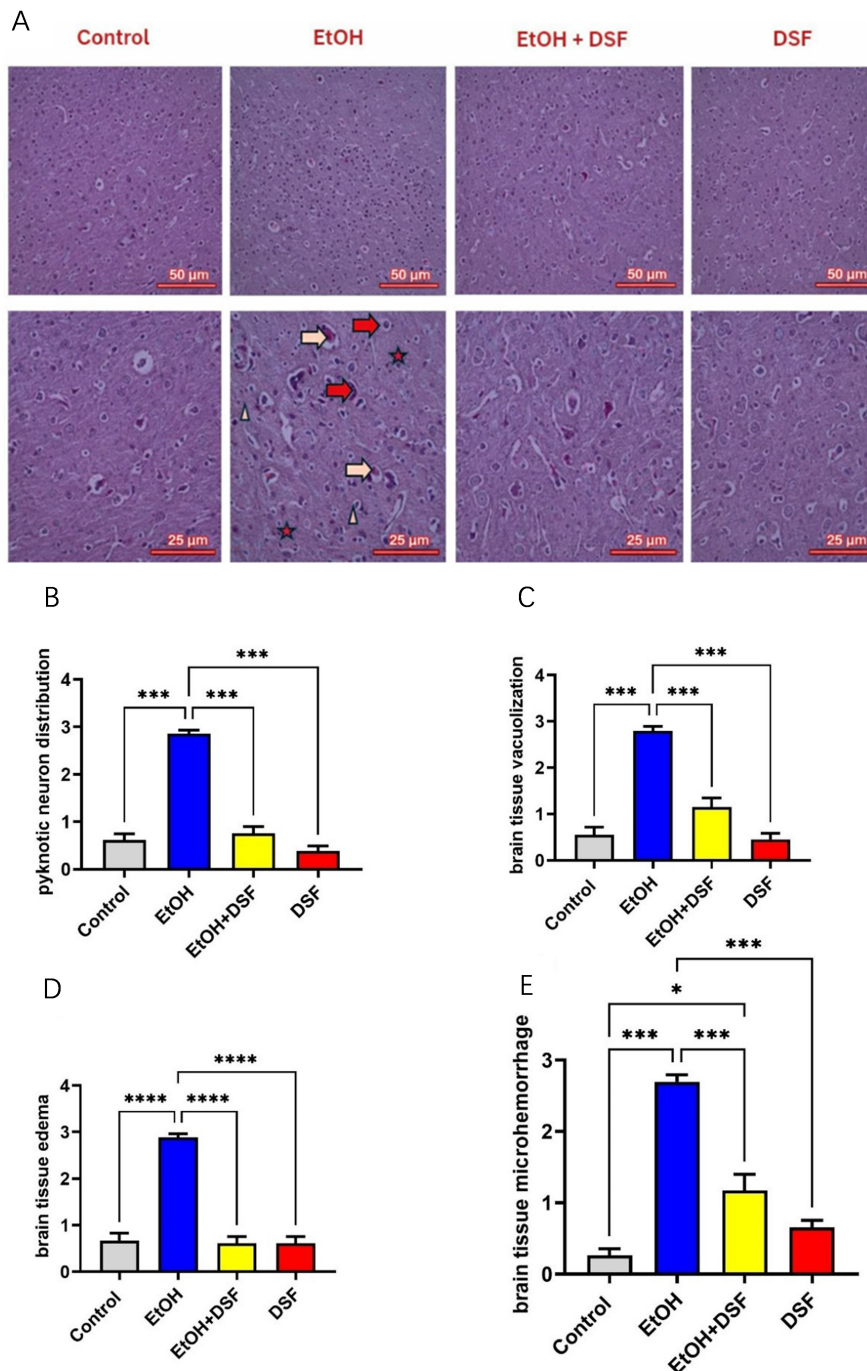 A
Control EtOH EtOH + DSF DSF
50 µm 50 µm 50 µm 50 µm
25 µm 25 µm 25 µm 25 µm
B
pyknotic neuron distribution
4
3
2
1
0
*** *** ***
Control EtOH EtOH+DSF DSF
C
brain tissue vacuolization
4
3
2
1
0
*** *** ***
Control EtOH EtOH+DSF DSF
D
brain tissue edema
4
3
2
1
0
**** **** ****
Control EtOH EtOH+DSF DSF
E
brain tissue microhemorrhage
3
2
1
0
***
*
*** ***
Control EtOH EtOH+DSF DSF